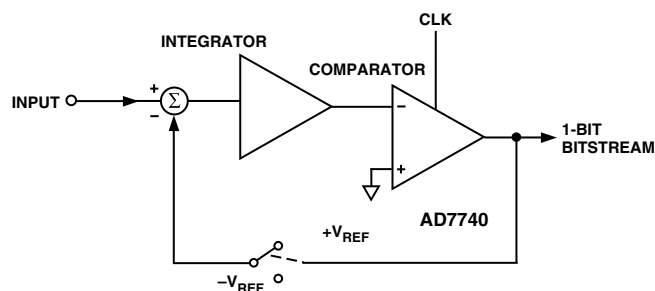 CLK
INTEGRATOR
COMPARATOR
INPUT
+
−
Σ
−
+
1-BIT
BITSTREAM
AD7740
+VREF
−VREF